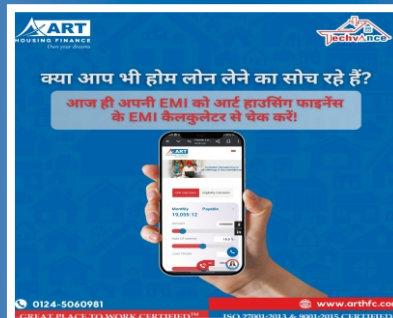 ART
HOUSING FINANCE
Own your dreams
Techvance
क्या आप भी होम लोन लेने का सोच रहे हैं?
आज ही अपनी EMI को आर्ट हाउसिंग फाइनेंस
के EMI कैलकुलेटर से चेक करें!
ART
Monthly Payable
19,059.12
0124-5060981
www.arthfc.com
GREAT PLACE TO WORK CERTIFIED™
ISO 27001:2013 & 9001:2015 CERTIFIED